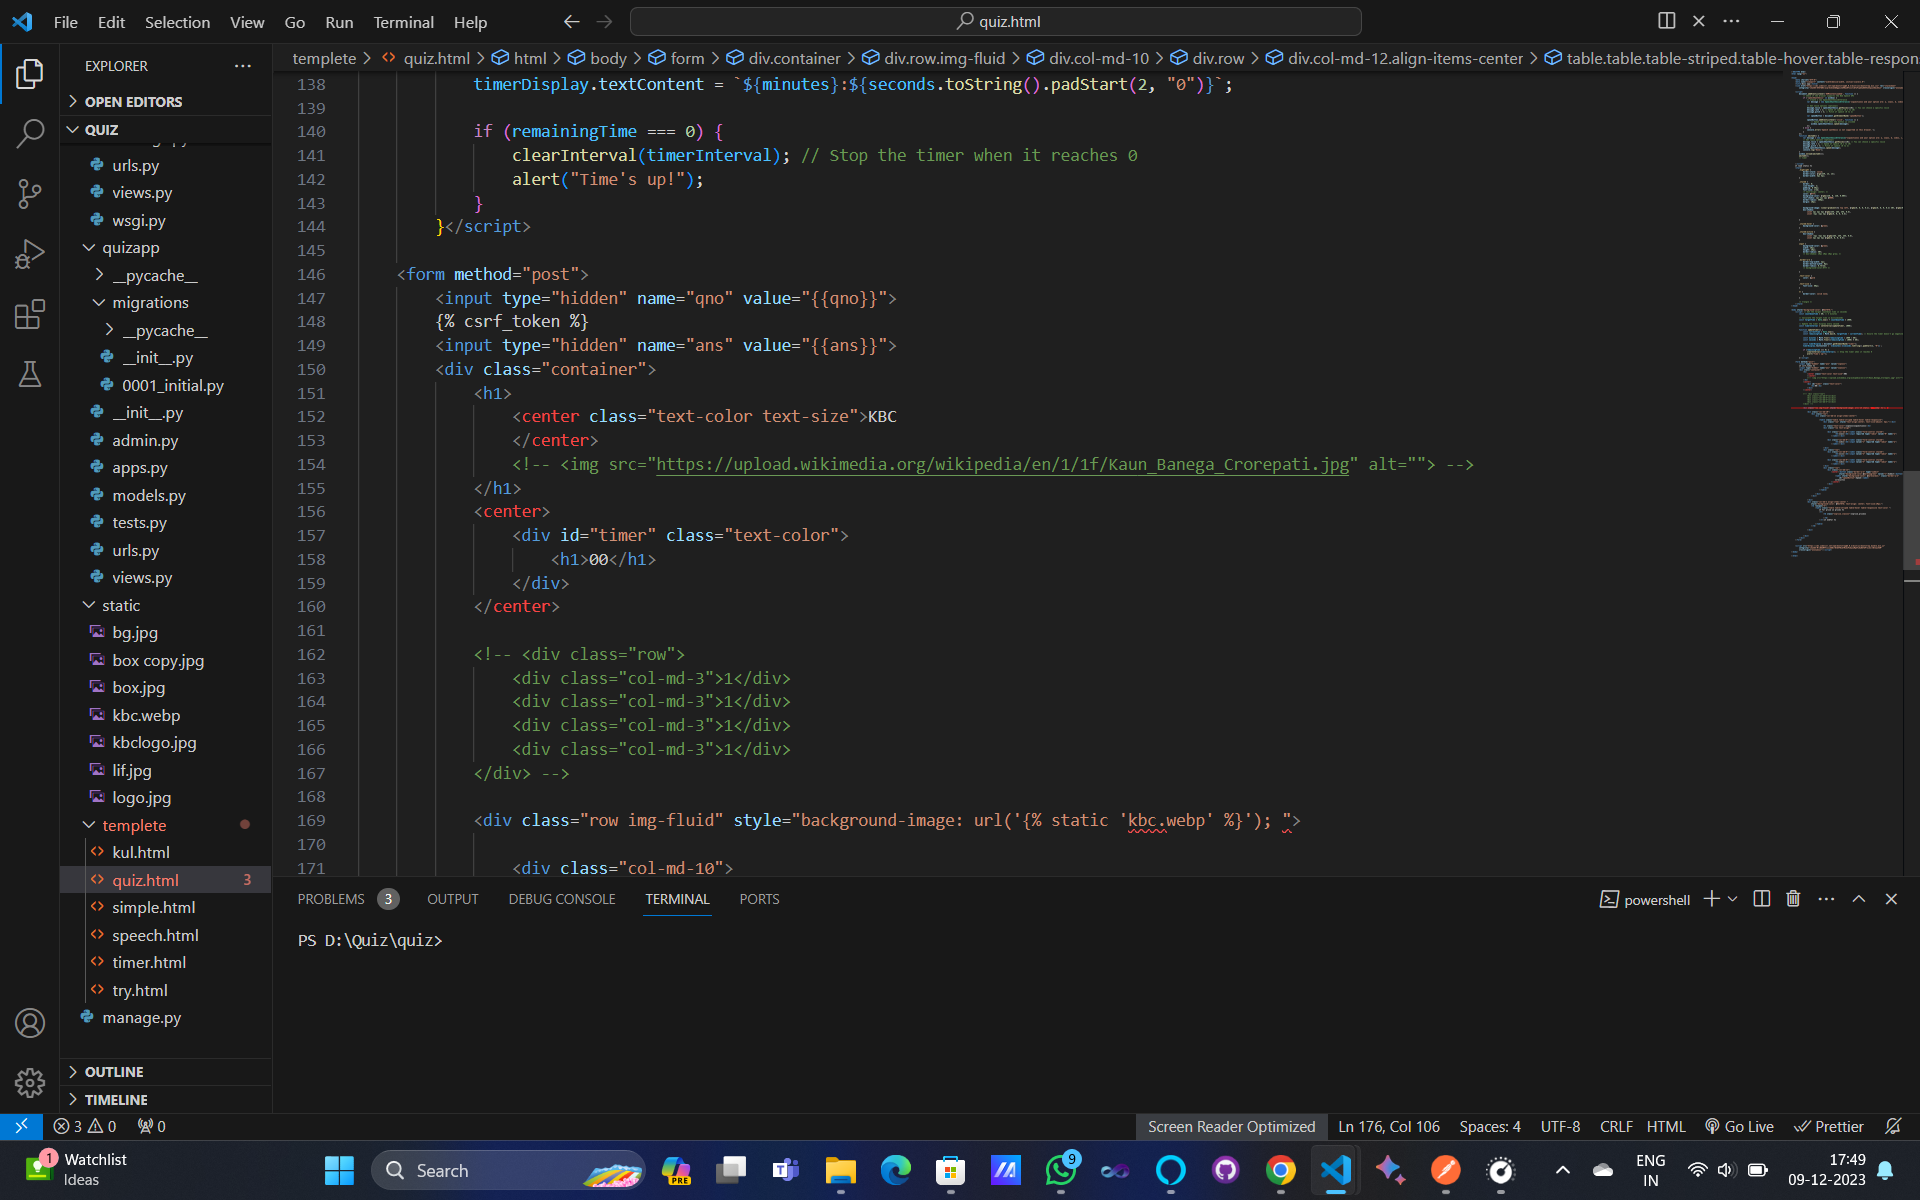 File Edit Selection View Go Run Terminal Help
quiz.html
EXPLORER
OPEN EDITORS
QUIZ
urls.py
views.py
wsgi.py
quizapp
__pycache__
migrations
__pycache__
__init__.py
0001_initial.py
__init__.py
admin.py
apps.py
models.py
tests.py
urls.py
views.py
static
bg.jpg
box copy.jpg
box.jpg
kbc.webp
kbclogo.jpg
lif.jpg
logo.jpg
templete
kul.html
quiz.html 3
simple.html
speech.html
timer.html
try.html
manage.py
OUTLINE
TIMELINE
templete > quiz.html > html > body > form > div.container > div.row.img-fluid > div.col-md-10 > div.row > div.col-md-12.align-items-center > table.table.table-striped.table-hover.table-respon
138 timerDisplay.textContent = `${minutes}:${seconds.toString().padStart(2, "0")}`;
139
140 if (remainingTime === 0) {
141 clearInterval(timerInterval); // Stop the timer when it reaches 0
142 alert("Time's up!");
143 }
144 }</script>
145
146 <form method="post">
147 <input type="hidden" name="qno" value="{{qno}}">
148 {% csrf_token %}
149 <input type="hidden" name="ans" value="{{ans}}">
150 <div class="container">
151 <h1>
152 <center class="text-color text-size">KBC
153 </center>
154 <!-- <img src="https://upload.wikimedia.org/wikipedia/en/1/1f/Kaun_Banega_Crorepati.jpg" alt=""> -->
155 </h1>
156 <center>
157 <div id="timer" class="text-color">
158 <h1>00</h1>
159 </div>
160 </center>
161
162 <!-- <div class="row">
163 <div class="col-md-3">1</div>
164 <div class="col-md-3">1</div>
165 <div class="col-md-3">1</div>
166 <div class="col-md-3">1</div>
167 </div> -->
168
169 <div class="row img-fluid" style="background-image: url('{% static 'kbc.webp' %}'); ">
170
171 <div class="col-md-10">
PROBLEMS 3 OUTPUT DEBUG CONSOLE TERMINAL PORTS
powershell
PS D:\Quiz\quiz>
3 0 0
Screen Reader Optimized Ln 176, Col 106 Spaces: 4 UTF-8 CRLF HTML Go Live Prettier
1
Watchlist
Ideas
Search
PRE
9
ENG
IN
17:49
09-12-2023